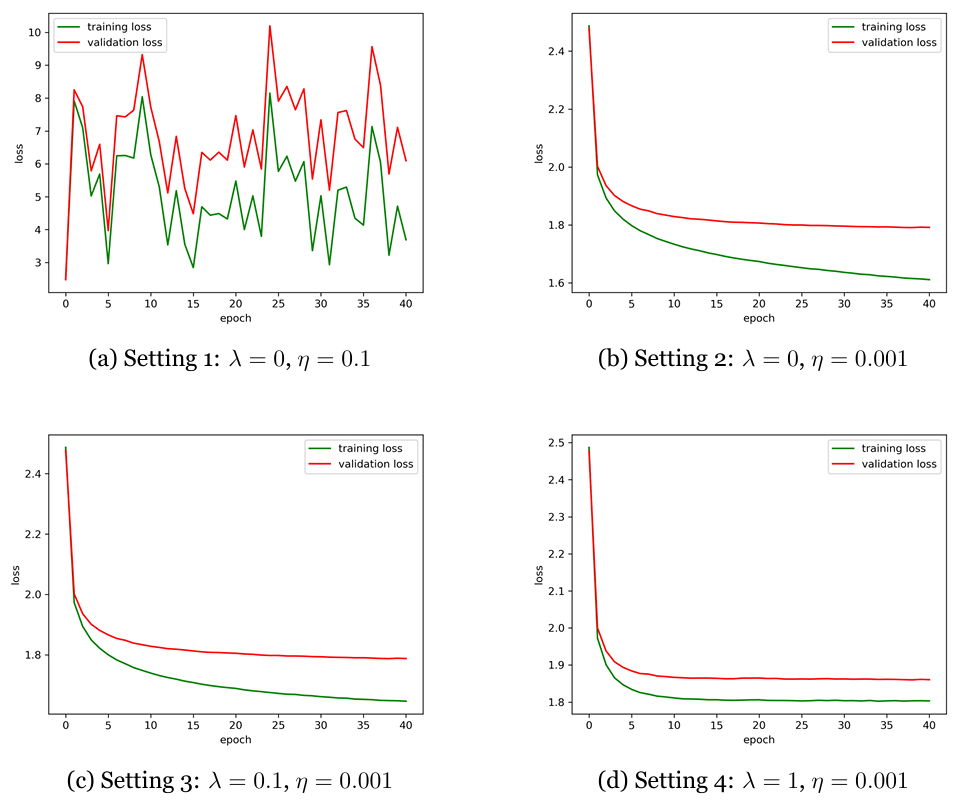 training loss
validation loss
10
9
8
7
6
5
4
3
loss
0 5 10 15 20 25 30 35 40
epoch
(a) Setting 1: λ = 0, η = 0.1
training loss
validation loss
2.4
2.2
2.0
1.8
1.6
loss
0 5 10 15 20 25 30 35 40
epoch
(b) Setting 2: λ = 0, η = 0.001
training loss
validation loss
2.4
2.2
2.0
1.8
loss
0 5 10 15 20 25 30 35 40
epoch
(c) Setting 3: λ = 0.1, η = 0.001
training loss
validation loss
2.5
2.4
2.3
2.2
2.1
2.0
1.9
1.8
loss
0 5 10 15 20 25 30 35 40
epoch
(d) Setting 4: λ = 1, η = 0.001